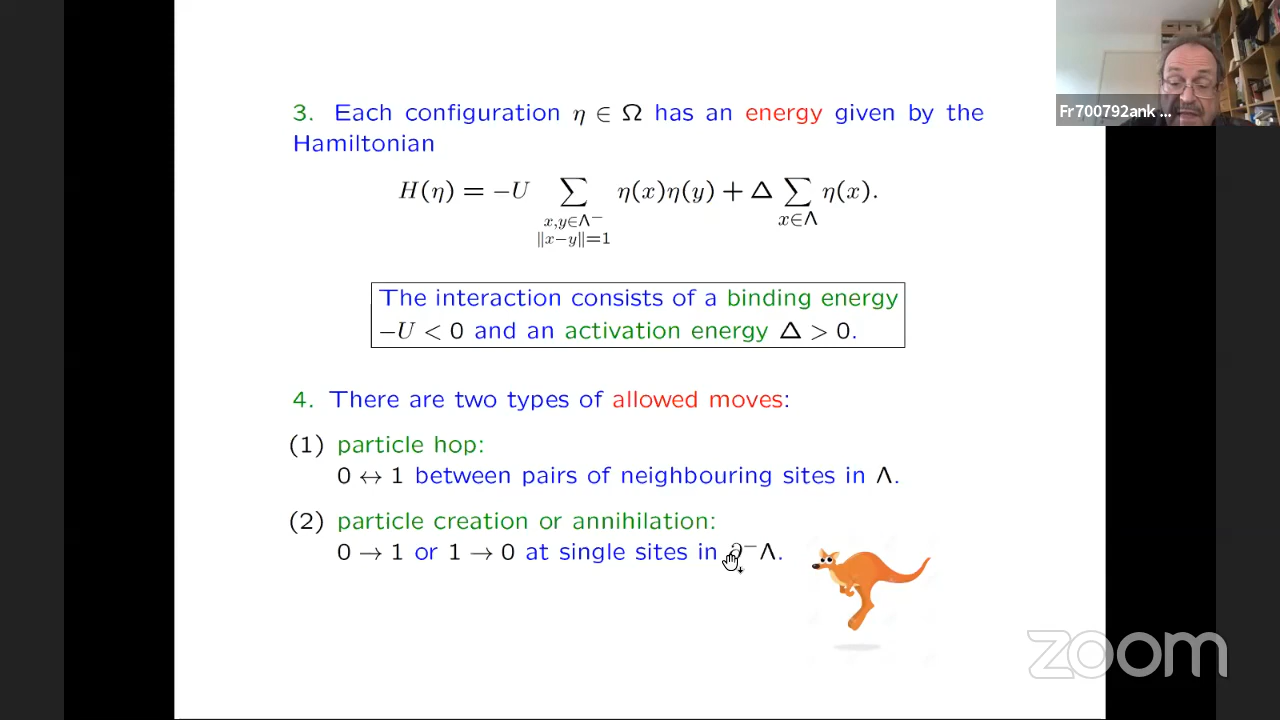 3. Each configuration η ∈ Ω has an energy given by the
Hamiltonian
H(η) = −U ∑ η(x)η(y) + Δ ∑ η(x).
x,y∈Λ⁻ x∈Λ
‖x−y‖=1
The interaction consists of a binding energy
−U < 0 and an activation energy Δ > 0.
4. There are two types of allowed moves:
(1) particle hop:
0 ↔ 1 between pairs of neighbouring sites in Λ.
(2) particle creation or annihilation:
0 → 1 or 1 → 0 at single sites in ∂⁻Λ.
Fr700792ank ...
zoom